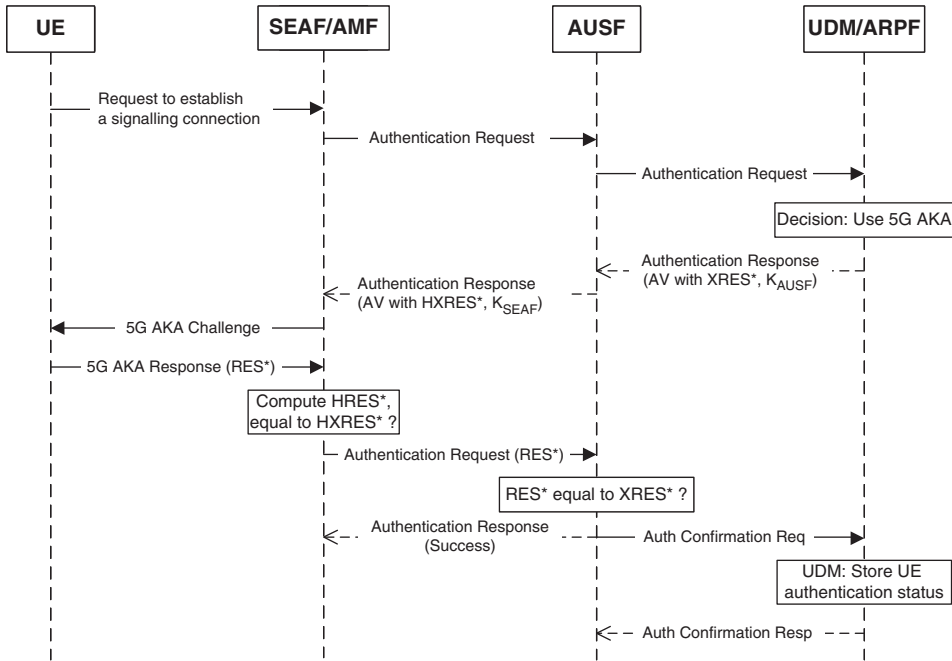 UE
SEAF/AMF
AUSF
UDM/ARPF
Request to establish
a signalling connection
Authentication Request
Authentication Request
Decision: Use 5G AKA
Authentication Response
(AV with XRES*, K_AUSF)
Authentication Response
(AV with HXRES*, K_SEAF)
5G AKA Challenge
5G AKA Response (RES*)
Compute HRES*,
equal to HXRES* ?
Authentication Request (RES*)
RES* equal to XRES* ?
Authentication Response
(Success)
Auth Confirmation Req
UDM: Store UE
authentication status
Auth Confirmation Resp